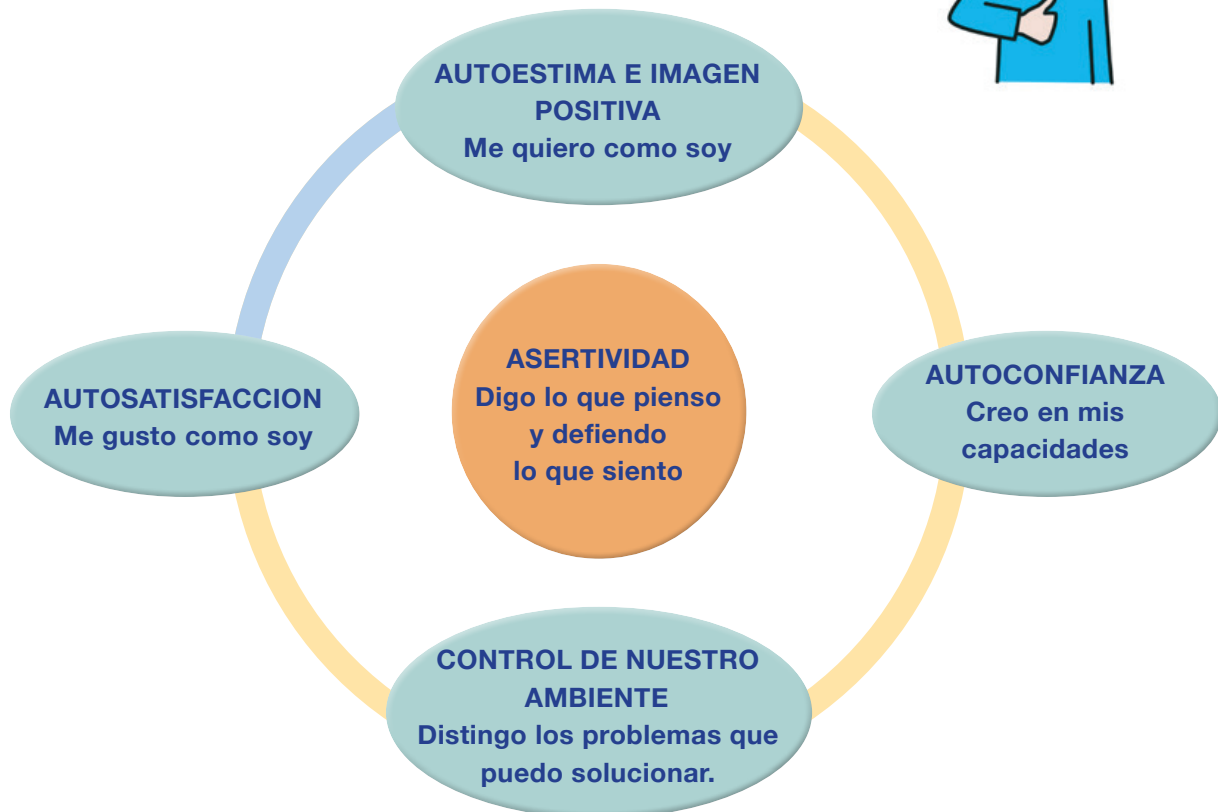 AUTOESTIMA E IMAGEN
POSITIVA
Me quiero como soy
AUTOSATISFACCION
Me gusto como soy
ASERTIVIDAD
Digo lo que pienso
y defiendo
lo que siento
AUTOCONFIANZA
Creo en mis
capacidades
CONTROL DE NUESTRO
AMBIENTE
Distingo los problemas que
puedo solucionar.